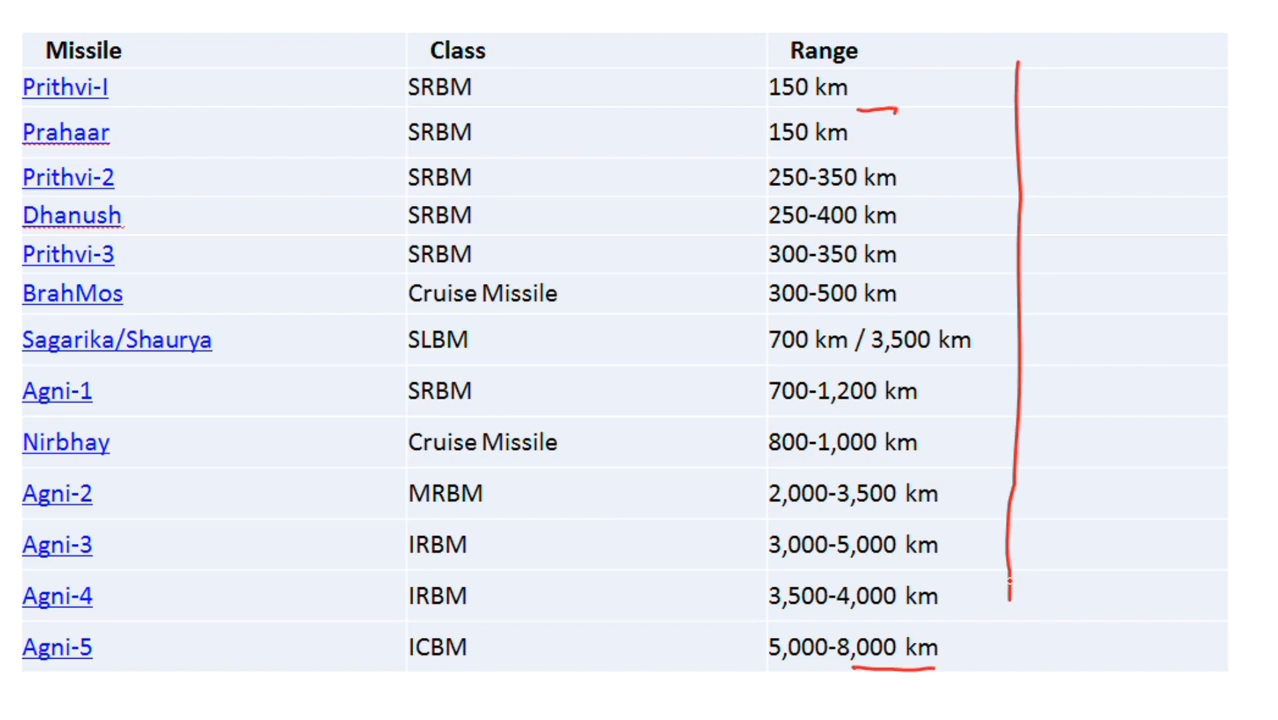 Missile Class Range
Prithvi-I SRBM 150 km
Prahaar SRBM 150 km
Prithvi-2 SRBM 250-350 km
Dhanush SRBM 250-400 km
Prithvi-3 SRBM 300-350 km
BrahMos Cruise Missile 300-500 km
Sagarika/Shaurya SLBM 700 km / 3,500 km
Agni-1 SRBM 700-1,200 km
Nirbhay Cruise Missile 800-1,000 km
Agni-2 MRBM 2,000-3,500 km
Agni-3 IRBM 3,000-5,000 km
Agni-4 IRBM 3,500-4,000 km
Agni-5 ICBM 5,000-8,000 km